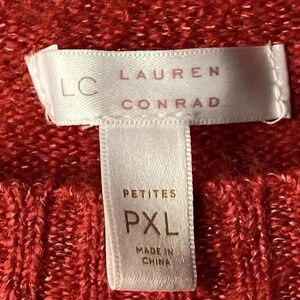 LC LAUREN
CONRAD
PETITES
PXL
MADE IN
CHINA